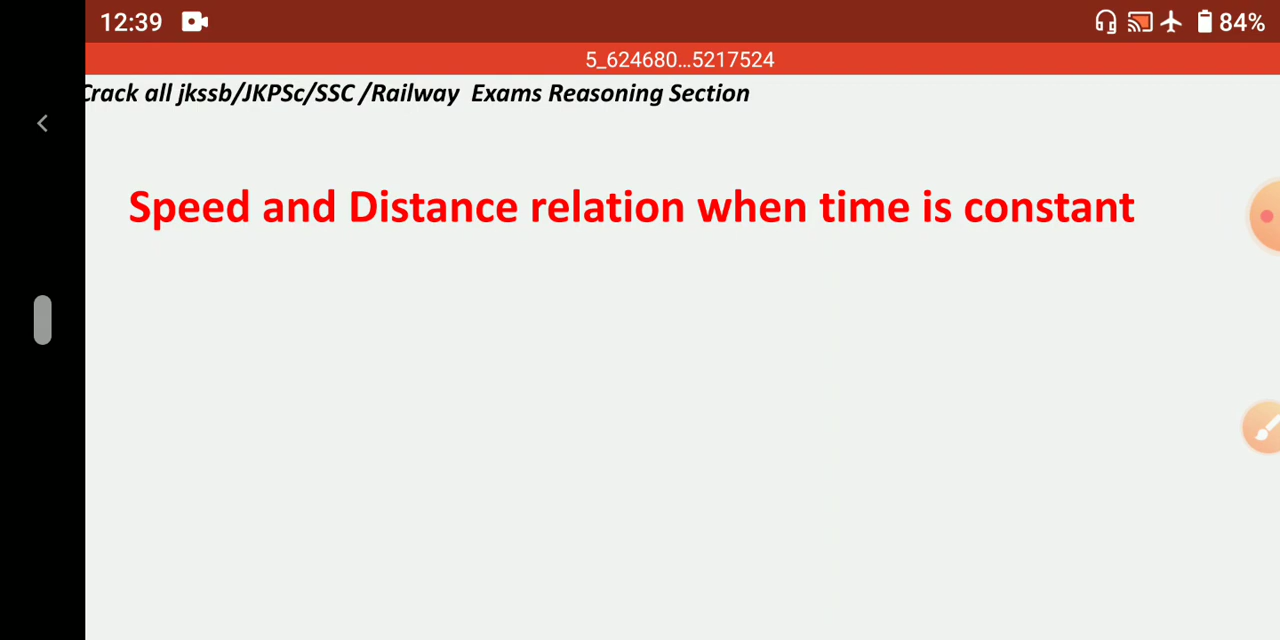 12:39
84%
5_624680...5217524
Crack all jkssb/JKPSc/SSC /Railway Exams Reasoning Section
Speed and Distance relation when time is constant